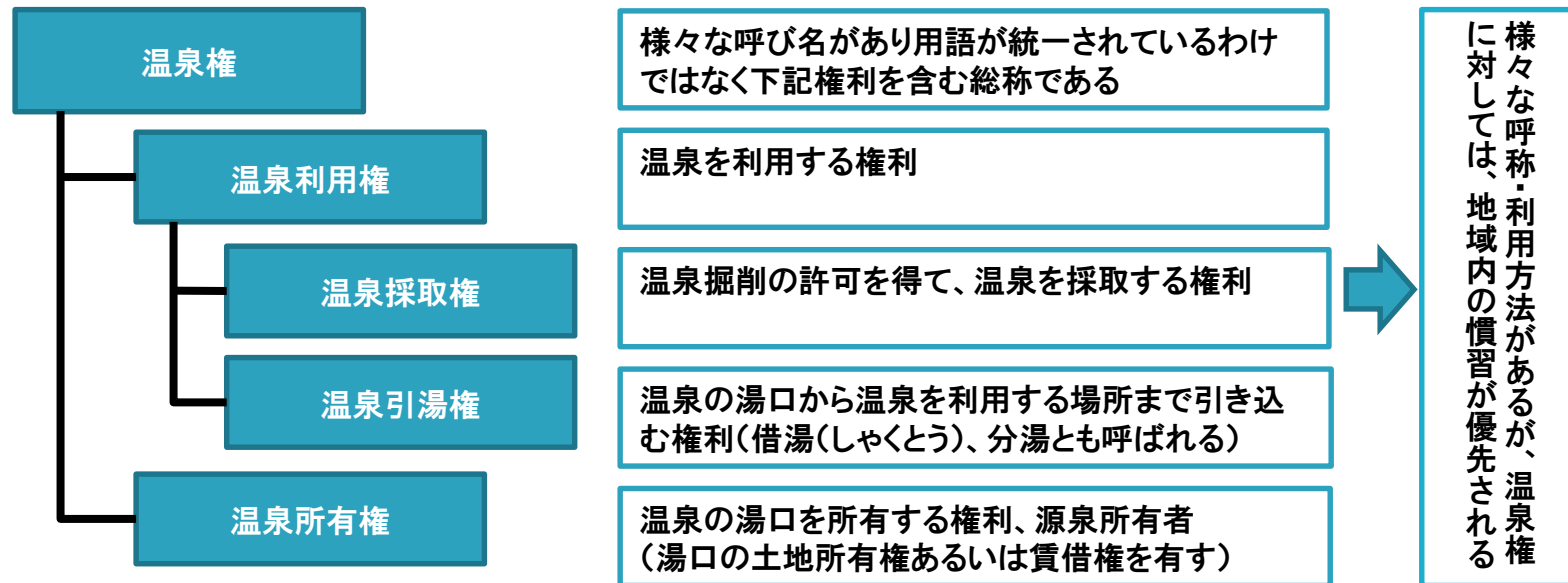 温泉権
様々な呼び名があり用語が統一されているわけ
ではなく下記権利を含む総称である
温泉利用権
温泉を利用する権利
温泉採取権
温泉掘削の許可を得て、温泉を採取する権利
温泉引湯権
温泉の湯口から温泉を利用する場所まで引き込
む権利(借湯(しゃくとう)、分湯とも呼ばれる)
温泉所有権
温泉の湯口を所有する権利、源泉所有者
(湯口の土地所有権あるいは賃借権を有す)
様々な呼称・利用方法があるが、温泉権
に対しては、地域内の慣習が優先される